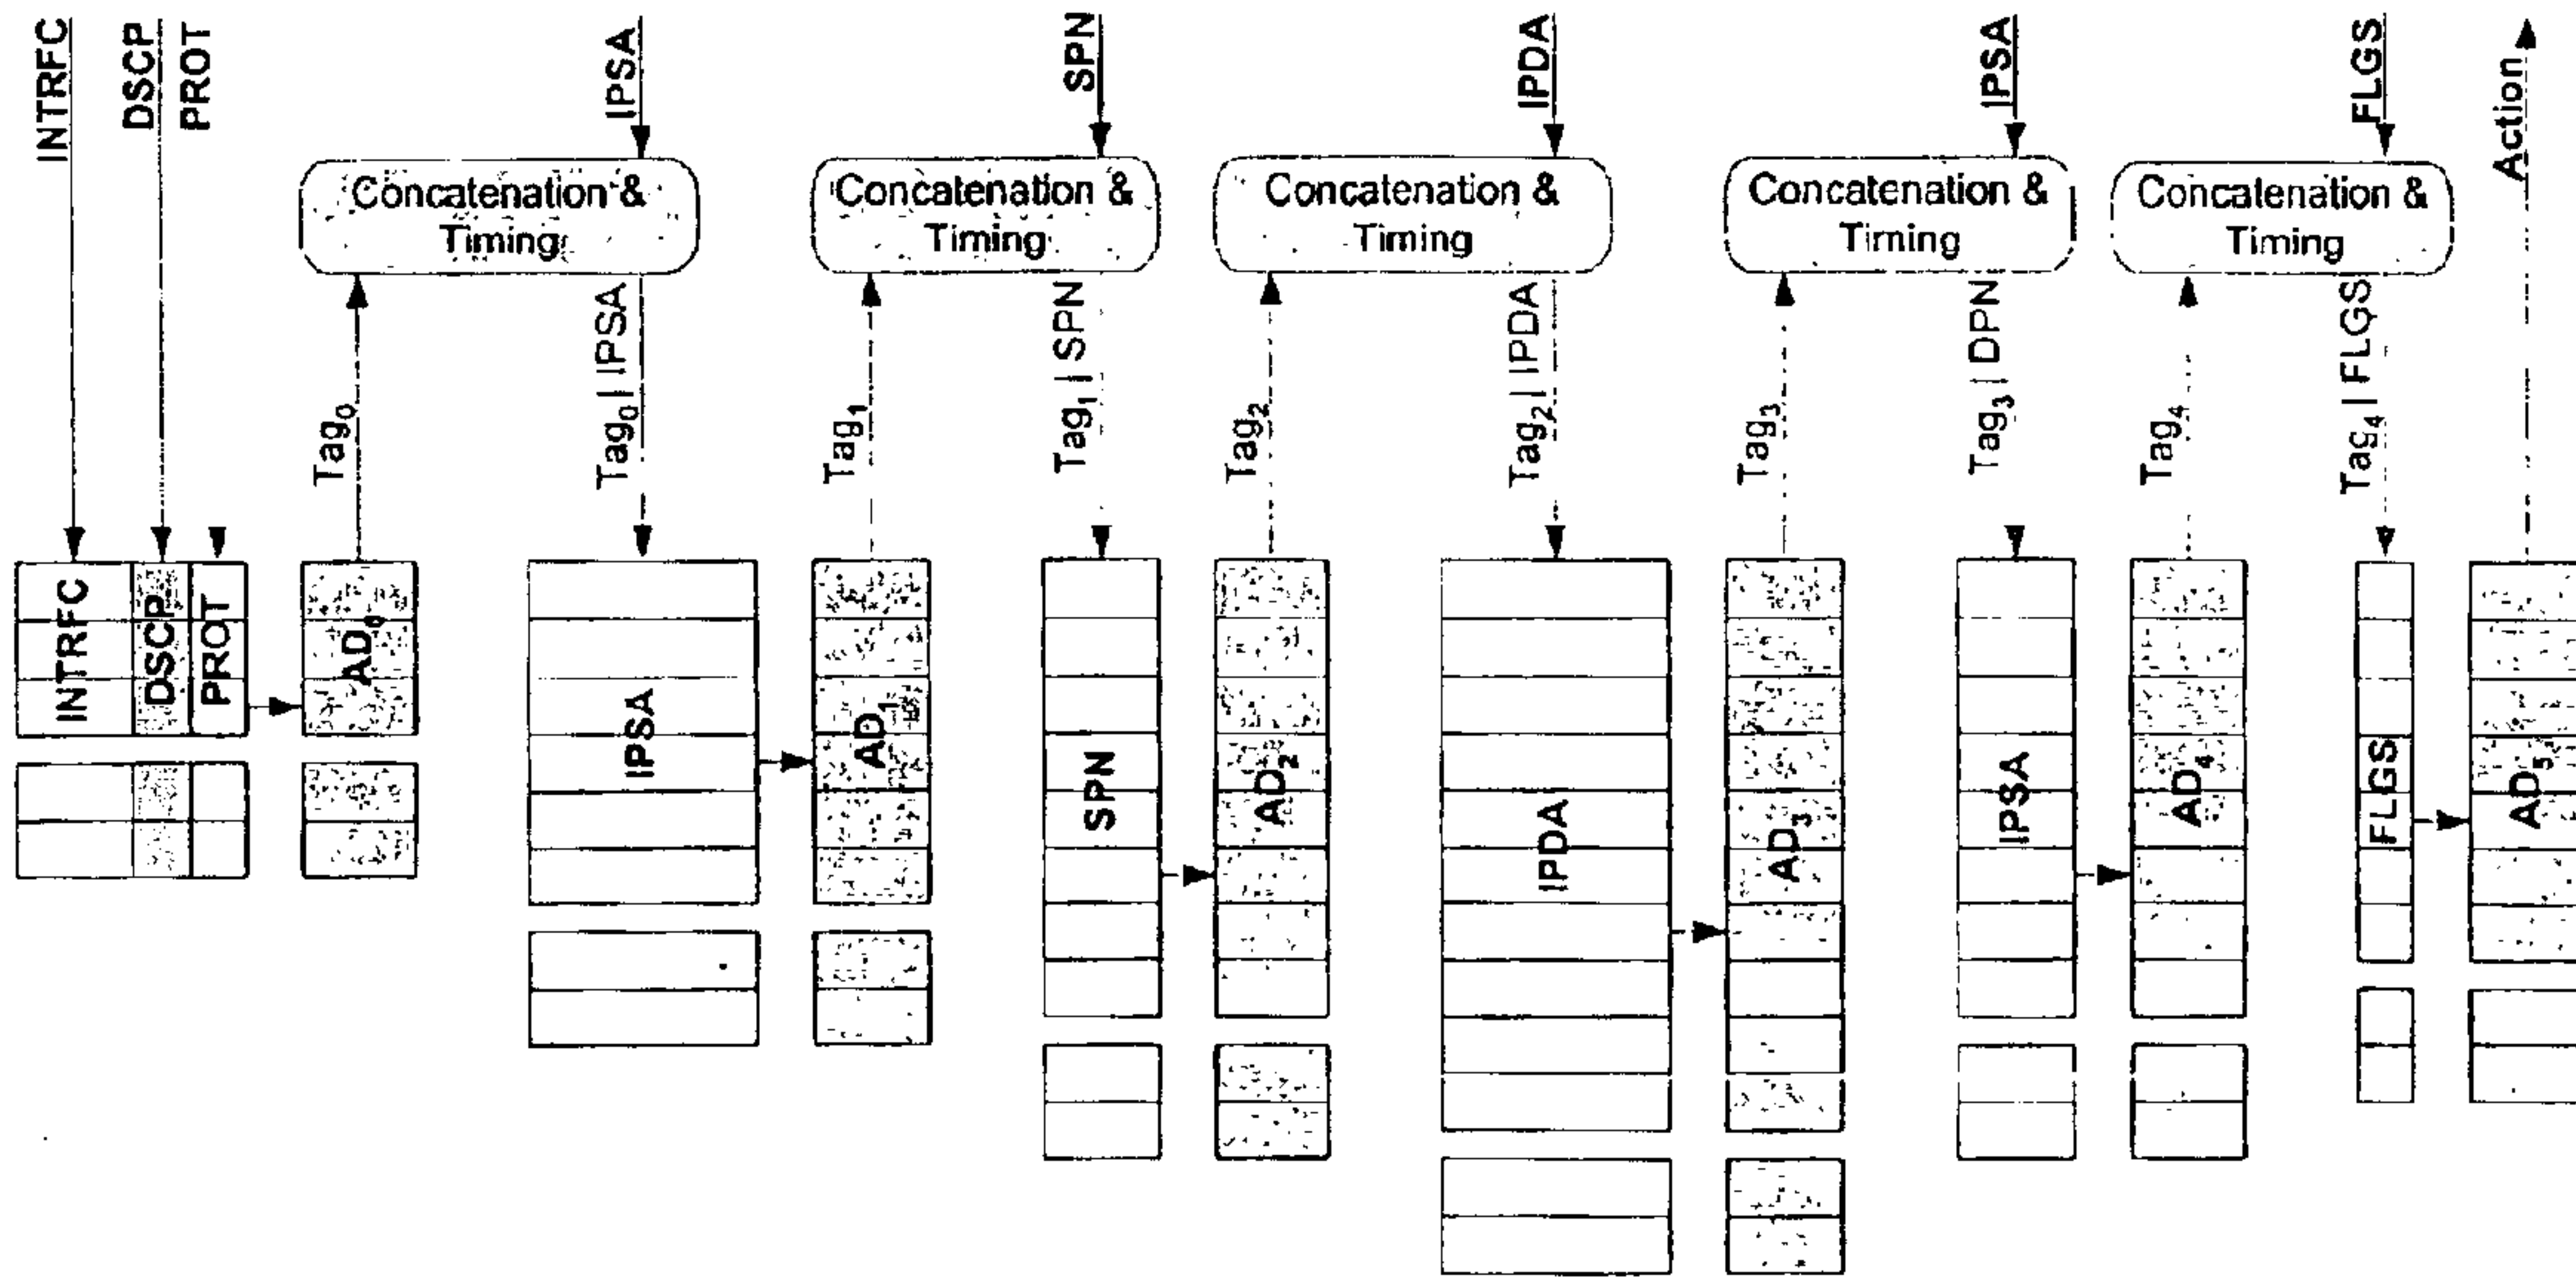 INTRFC
DSCP
PROT
IPSA
SPN
IPDA
IPSA
FLGS
Action
Concatenation &
Timing
Concatenation &
Timing
Concatenation &
Timing
Concatenation &
Timing
Concatenation &
Timing
Tag0
Tag0 | IPSA
Tag1
Tag1 | SPN
Tag2
Tag2 | IPDA
Tag3
Tag3 | DPN
Tag4
Tag4 | FLGS
INTRFC
DSCP
PROT
AD0
IPSA
AD1
SPN
AD2
IPDA
AD3
IPSA
AD4
FLGS
AD5